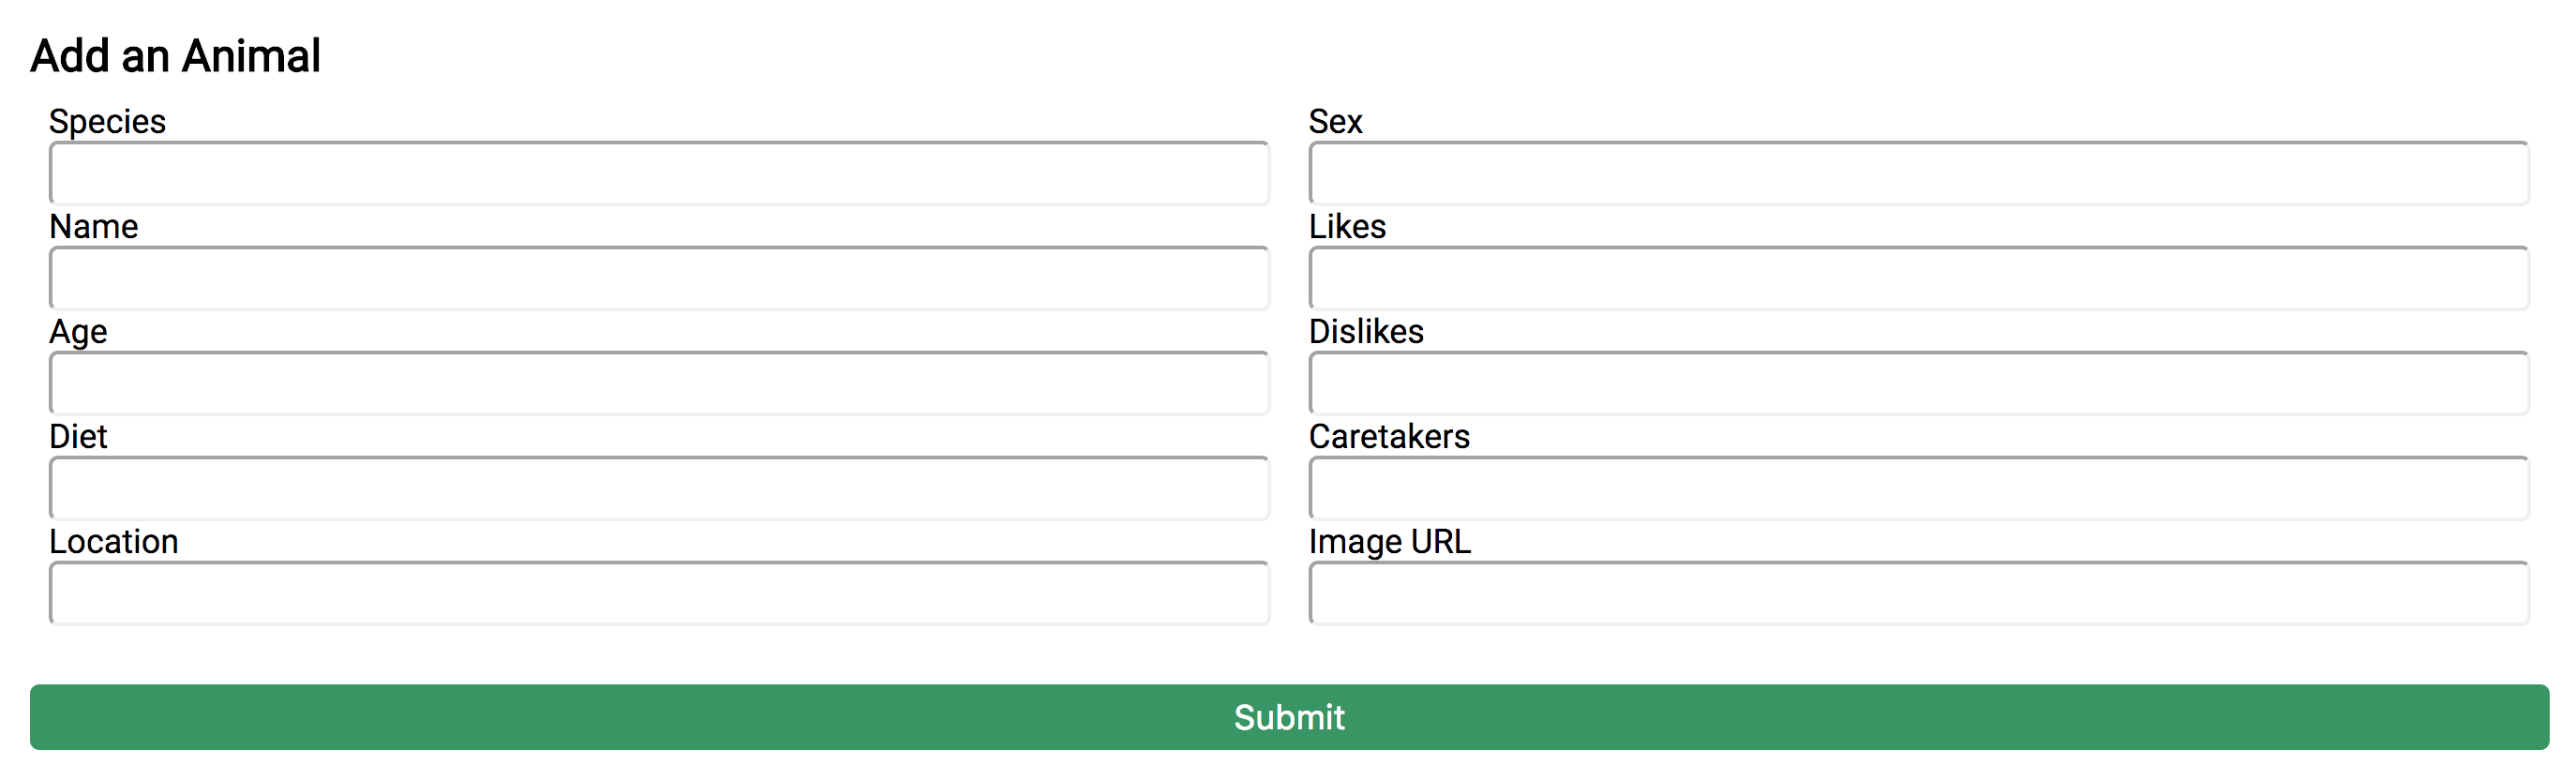 Add an Animal
Species
Sex
Name
Likes
Age
Dislikes
Diet
Caretakers
Location
Image URL
Submit